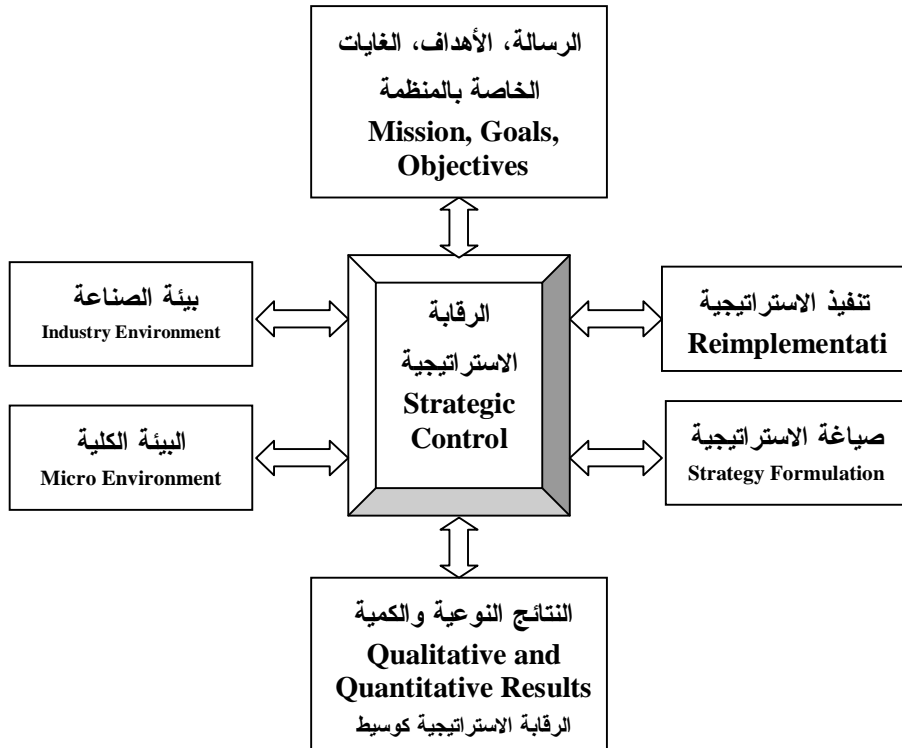 الرسالة، الأهداف، الغايات
الخاصة بالمنظمة
Mission, Goals,
Objectives
بيئة الصناعة
Industry Environment
الرقابة
الاستراتيجية
Strategic
Control
تنفيذ الاستراتيجية
Reimplementati
البيئة الكلية
Micro Environment
صياغة الاستراتيجية
Strategy Formulation
النتائج النوعية والكمية
Qualitative and
Quantitative Results
الرقابة الاستراتيجية كوسيط